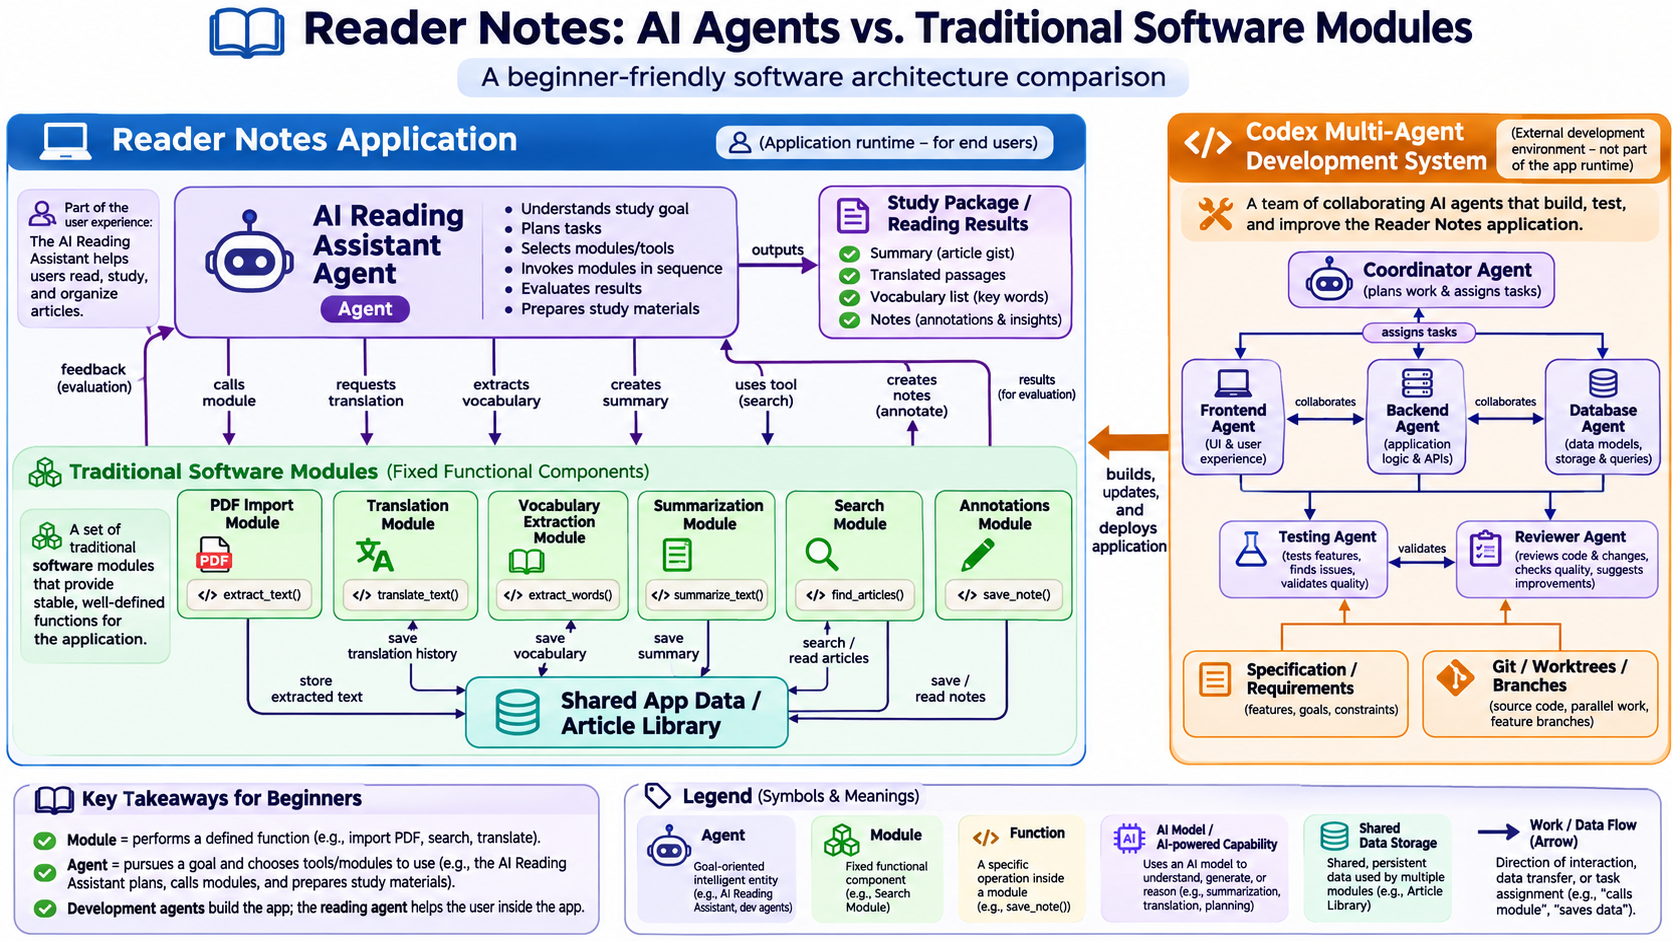 Reader Notes: AI Agents vs. Traditional Software Modules
A beginner-friendly software architecture comparison
Reader Notes Application
(Application runtime – for end users)
Part of the
user experience:
The AI Reading
Assistant helps
users read, study,
and organize
articles.
AI Reading
Assistant
Agent
Agent
• Understands study goal
• Plans tasks
• Selects modules/tools
• Invokes modules in sequence
• Evaluates results
• Prepares study materials
outputs
Study Package /
Reading Results
Summary (article gist)
Translated passages
Vocabulary list (key words)
Notes (annotations & insights)
feedback
(evaluation)
calls
module
requests
translation
extracts
vocabulary
creates
summary
uses tool
(search)
creates
notes
(annotate)
results
(for evaluation)
Traditional Software Modules (Fixed Functional Components)
A set of
traditional
software modules
that provide
stable, well-defined
functions for
the application.
PDF Import
Module
PDF
</> extract_text()
Translation
Module
文A
</> translate_text()
Vocabulary
Extraction
Module
</> extract_words()
Summarization
Module
</> summarize_text()
Search
Module
</> find_articles()
Annotations
Module
</> save_note()
store
extracted text
save
translation history
save
vocabulary
save
summary
search /
read articles
save /
read notes
Shared App Data /
Article Library
builds,
updates,
and
deploys
application
</>
Codex Multi-Agent
Development System
(External development
environment – not part
of the app runtime)
A team of collaborating AI agents that build, test,
and improve the Reader Notes application.
Coordinator Agent
(plans work & assigns tasks)
assigns tasks
Frontend
Agent
(UI & user
experience)
collaborates
Backend
Agent
(application
logic & APIs)
collaborates
Database
Agent
(data models,
storage & queries)
Testing Agent
(tests features,
finds issues,
validates quality)
validates
Reviewer Agent
(reviews code & changes,
checks quality, suggests
improvements)
Specification /
Requirements
(features, goals, constraints)
Git / Worktrees /
Branches
(source code, parallel work,
feature branches)
Key Takeaways for Beginners
Module = performs a defined function (e.g., import PDF, search, translate).
Agent = pursues a goal and chooses tools/modules to use (e.g., the AI Reading
Assistant plans, calls modules, and prepares study materials).
Development agents build the app; the reading agent helps the user inside the app.
Legend (Symbols & Meanings)
Agent
Goal-oriented
intelligent entity
(e.g., AI Reading
Assistant, dev agents)
Module
Fixed functional
component
(e.g., Search
Module)
</> Function
A specific
operation inside
a module
(e.g., save_note())
AI
AI Model /
AI-powered Capability
Uses an AI model to
understand, generate, or
reason (e.g., summarization,
translation, planning)
Shared
Data Storage
Shared, persistent
data used by multiple
modules (e.g., Article
Library)
Work / Data Flow
(Arrow)
Direction of interaction,
data transfer, or task
assignment (e.g., "calls
module", "saves data").